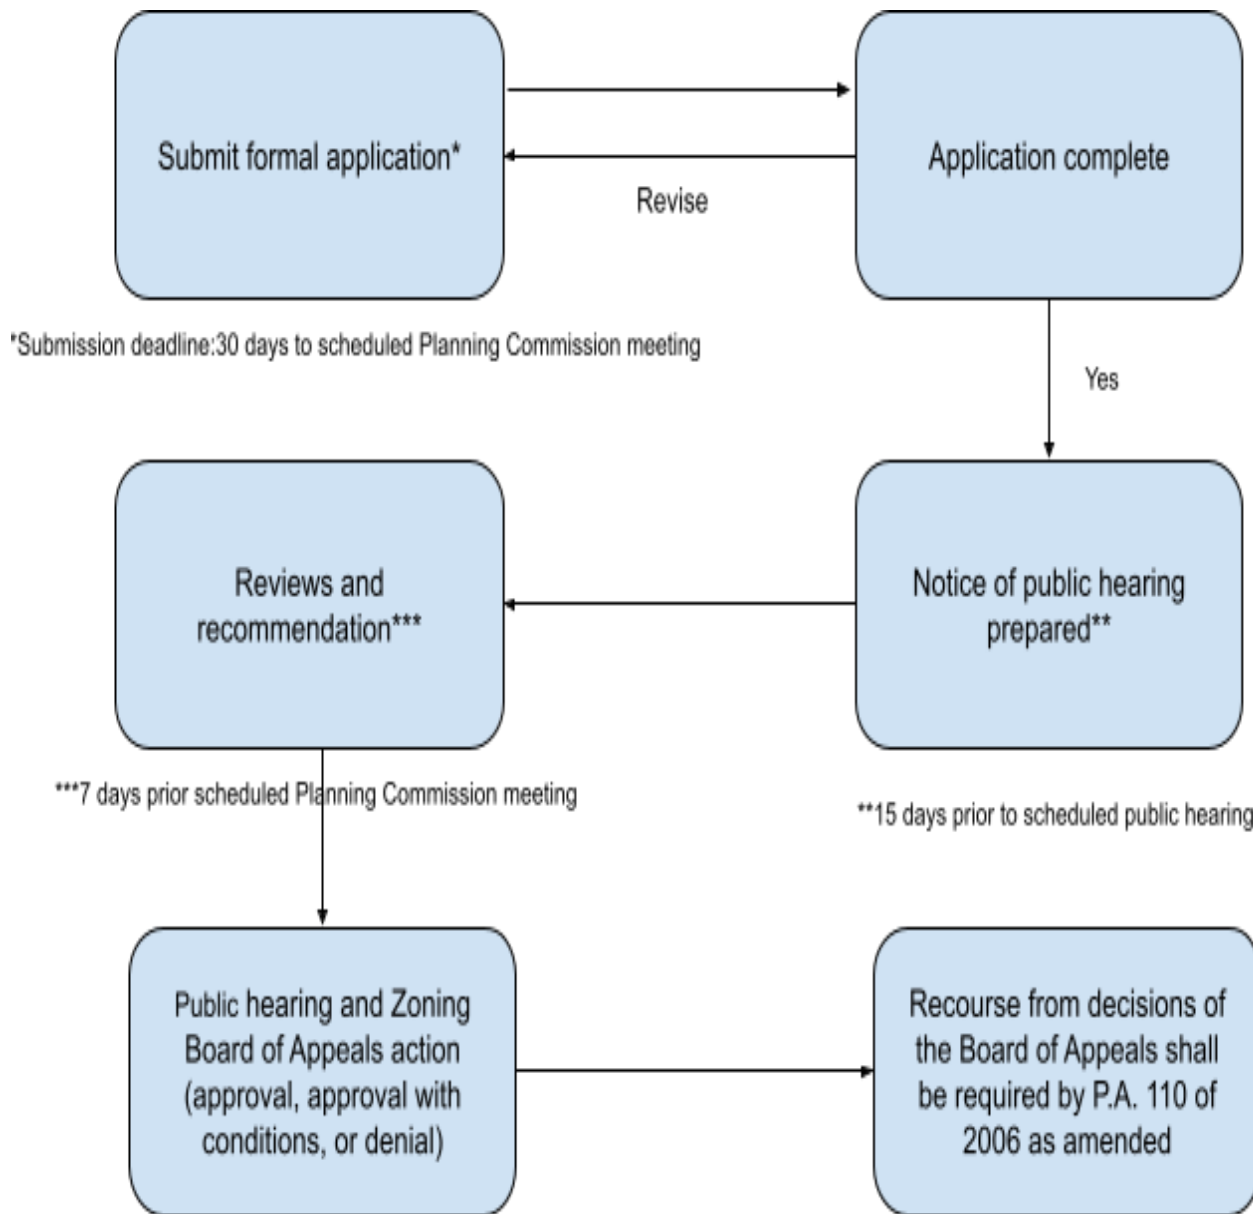 Submit formal application*
Application complete
Revise
*Submission deadline:30 days to scheduled Planning Commission meeting
Yes
Reviews and
recommendation***
Notice of public hearing
prepared**
***7 days prior scheduled Planning Commission meeting
**15 days prior to scheduled public hearing
Public hearing and Zoning
Board of Appeals action
(approval, approval with
conditions, or denial)
Recourse from decisions of
the Board of Appeals shall
be required by P.A. 110 of
2006 as amended